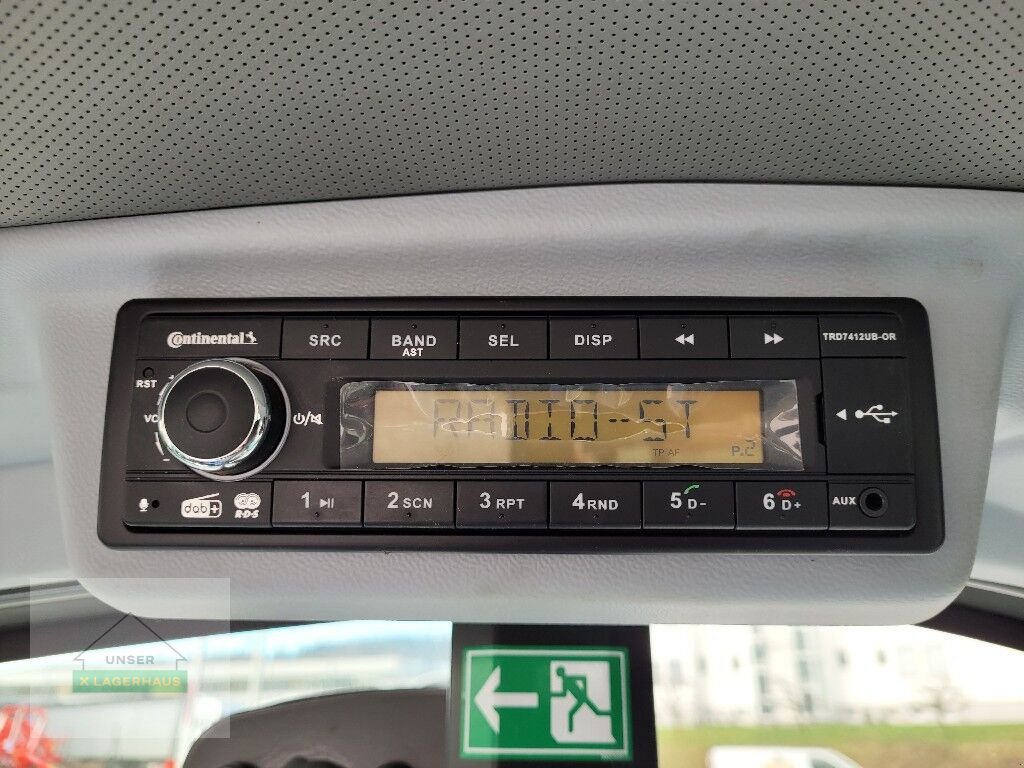 Continental
SRC
BAND
AST
SEL
DISP
TRD7412UB-OR
RST
VOL
RADIO-ST
TP AF
P.2
dab+
R·D·S
1
2 SCN
3 RPT
4 RND
5 D-
6 D+
AUX
UNSER
X LAGERHAUS